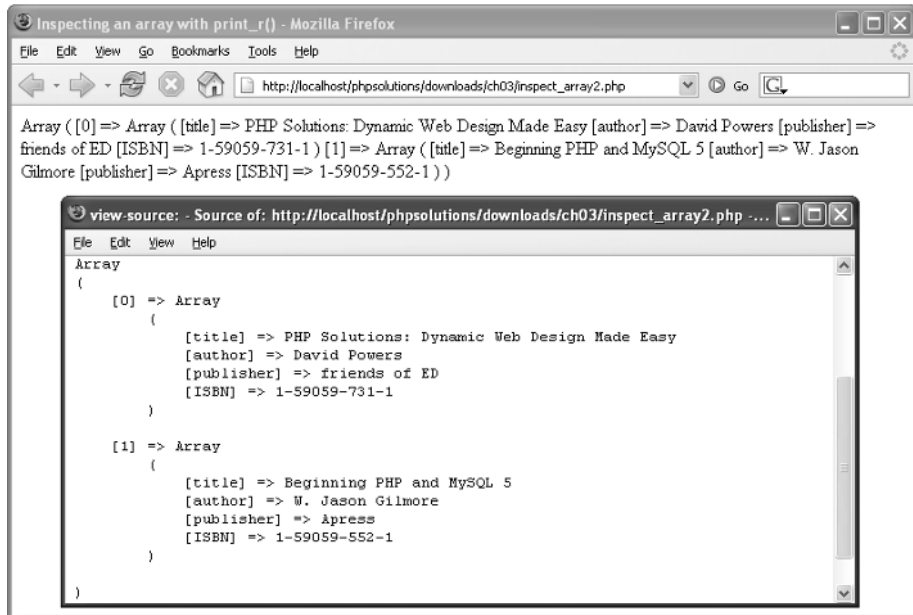 Inspecting an array with print_r() - Mozilla Firefox
File Edit View Go Bookmarks Tools Help
http://localhost/phpsolutions/downloads/ch03/inspect_array2.php Go G
Array ( [0] => Array ( [title] => PHP Solutions: Dynamic Web Design Made Easy [author] => David Powers [publisher] =>
friends of ED [ISBN] => 1-59059-731-1 ) [1] => Array ( [title] => Beginning PHP and MySQL 5 [author] => W. Jason
Gilmore [publisher] => Apress [ISBN] => 1-59059-552-1 ) )
view-source: - Source of: http://localhost/phpsolutions/downloads/ch03/inspect_array2.php -...
File Edit View Help
Array
(
[0] => Array
(
[title] => PHP Solutions: Dynamic Web Design Made Easy
[author] => David Powers
[publisher] => friends of ED
[ISBN] => 1-59059-731-1
)
[1] => Array
(
[title] => Beginning PHP and MySQL 5
[author] => W. Jason Gilmore
[publisher] => Apress
[ISBN] => 1-59059-552-1
)
)